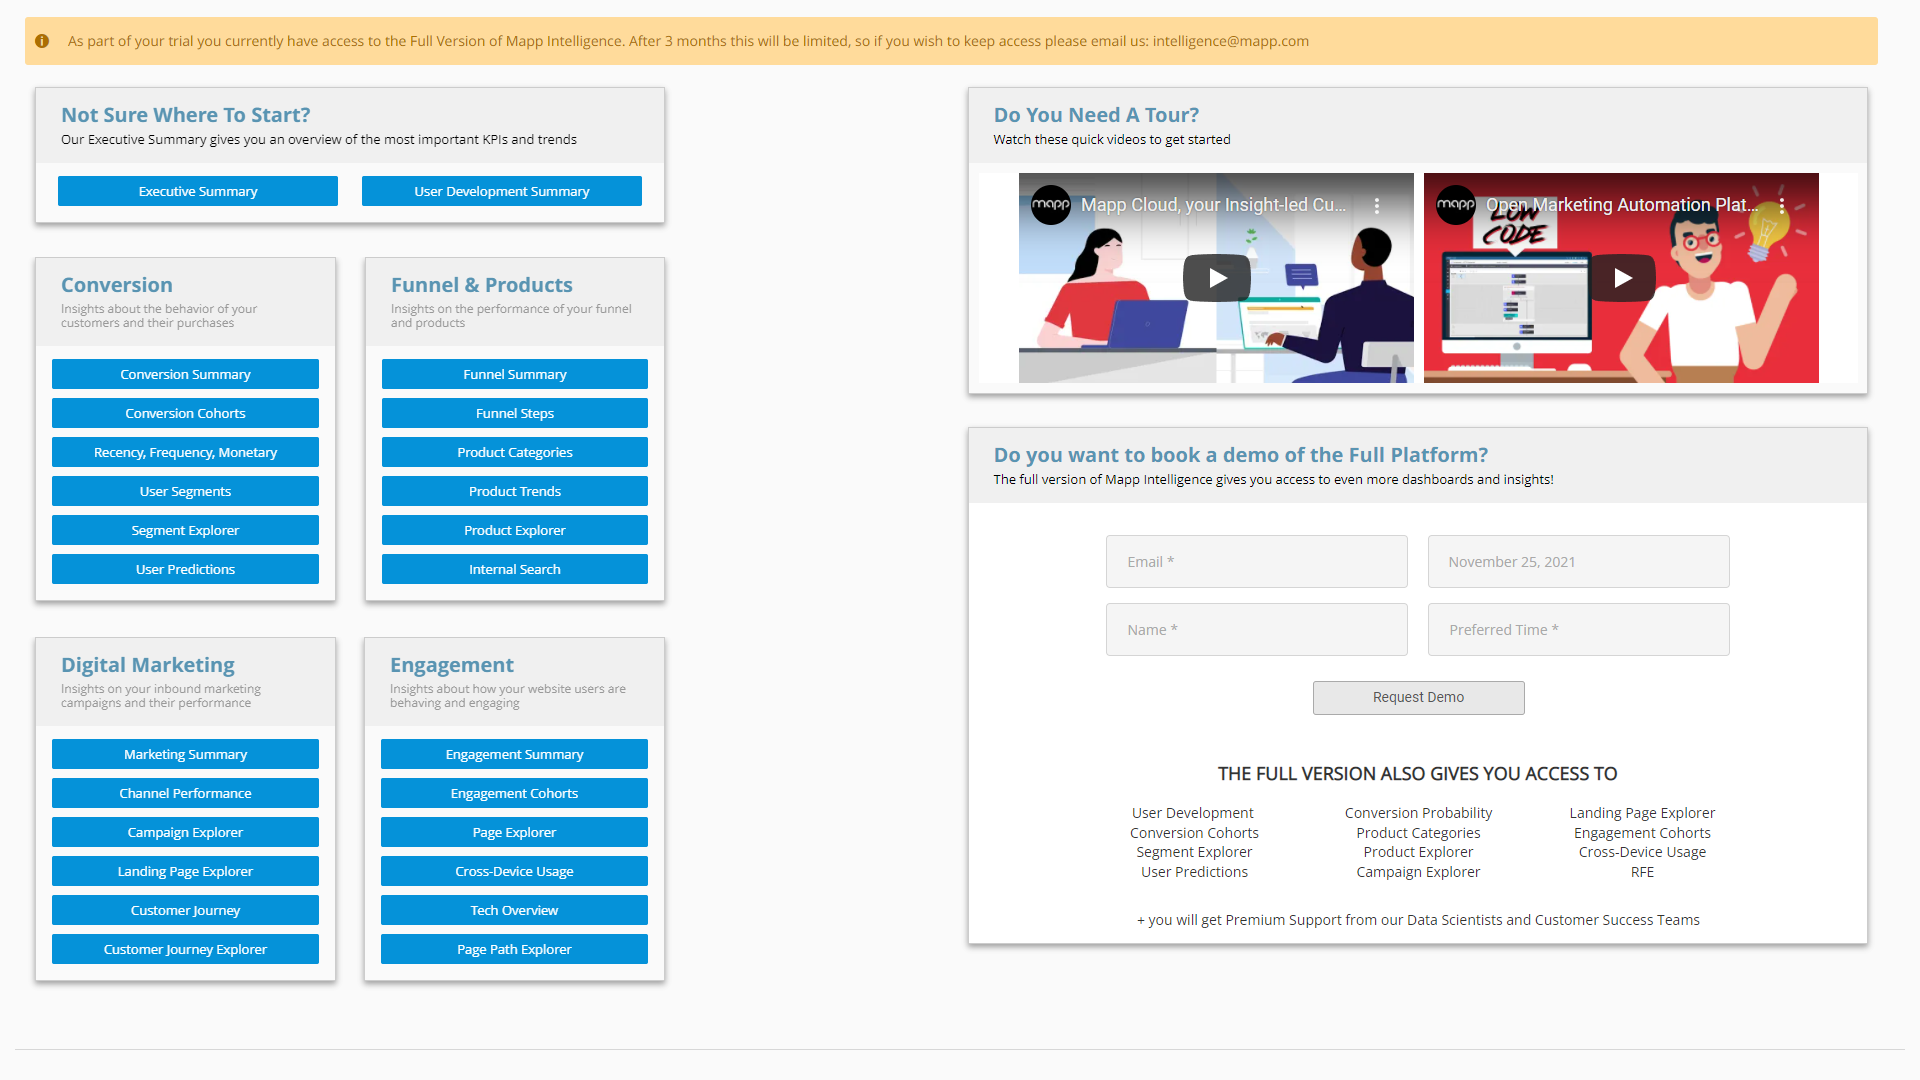 As part of your trial you currently have access to the Full Version of Mapp Intelligence. After 3 months this will be limited, so if you wish to keep access please email us: intelligence@mapp.com
Not Sure Where To Start?
Our Executive Summary gives you an overview of the most important KPIs and trends
Executive Summary
User Development Summary
Conversion
Insights about the behavior of your
customers and their purchases
Conversion Summary
Conversion Cohorts
Recency, Frequency, Monetary
User Segments
Segment Explorer
User Predictions
Funnel & Products
Insights on the performance of your funnel
and products
Funnel Summary
Funnel Steps
Product Categories
Product Trends
Product Explorer
Internal Search
Digital Marketing
Insights on your inbound marketing
campaigns and their performance
Marketing Summary
Channel Performance
Campaign Explorer
Landing Page Explorer
Customer Journey
Customer Journey Explorer
Engagement
Insights about how your website users are
behaving and engaging
Engagement Summary
Engagement Cohorts
Page Explorer
Cross-Device Usage
Tech Overview
Page Path Explorer
Do You Need A Tour?
Watch these quick videos to get started
mapp
Mapp Cloud, your Insight-led Cu...
mapp
Open Marketing Automation Plat...
LOW
CODE
Do you want to book a demo of the Full Platform?
The full version of Mapp Intelligence gives you access to even more dashboards and insights!
Email *
November 25, 2021
Name *
Preferred Time *
Request Demo
THE FULL VERSION ALSO GIVES YOU ACCESS TO
User Development
Conversion Cohorts
Segment Explorer
User Predictions
Conversion Probability
Product Categories
Product Explorer
Campaign Explorer
Landing Page Explorer
Engagement Cohorts
Cross-Device Usage
RFE
+ you will get Premium Support from our Data Scientists and Customer Success Teams